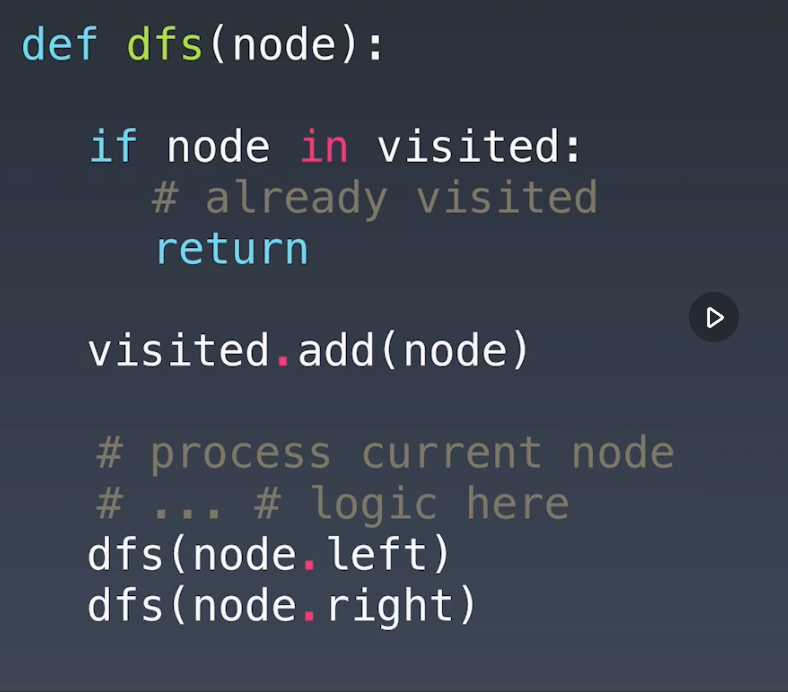 def dfs(node):
if node in visited:
# already visited
return
visited.add(node)
# process current node
# ... # logic here
dfs(node.left)
dfs(node.right)